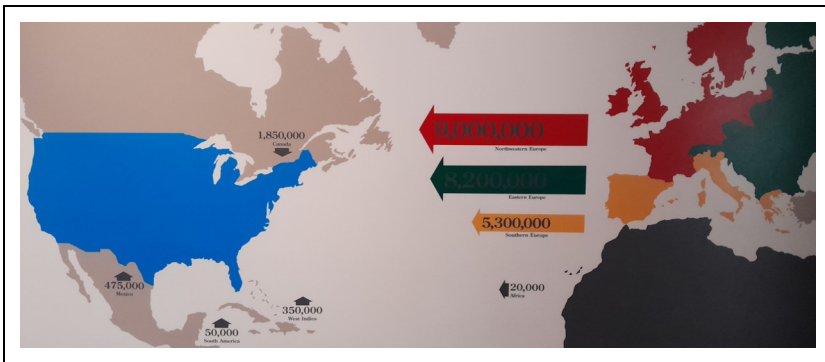 1,850,000
Canada
9,000,000
Northwestern Europe
8,200,000
Eastern Europe
5,300,000
Southern Europe
475,000
Mexico
20,000
Africa
350,000
West Indies
50,000
South America